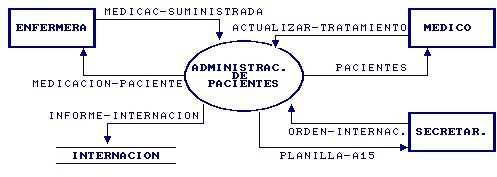 MEDICAC-SUMINISTRADA
ENFERMERA
ACTUALIZAR-TRATAMIENTO
MEDICO
ADMINISTRAC.
DE
PACIENTES
PACIENTES
MEDICACION-PACIENTE
INFORME-INTERNACION
ORDEN-INTERNAC.
SECRETAR.
INTERNACION
PLANILLA-A15